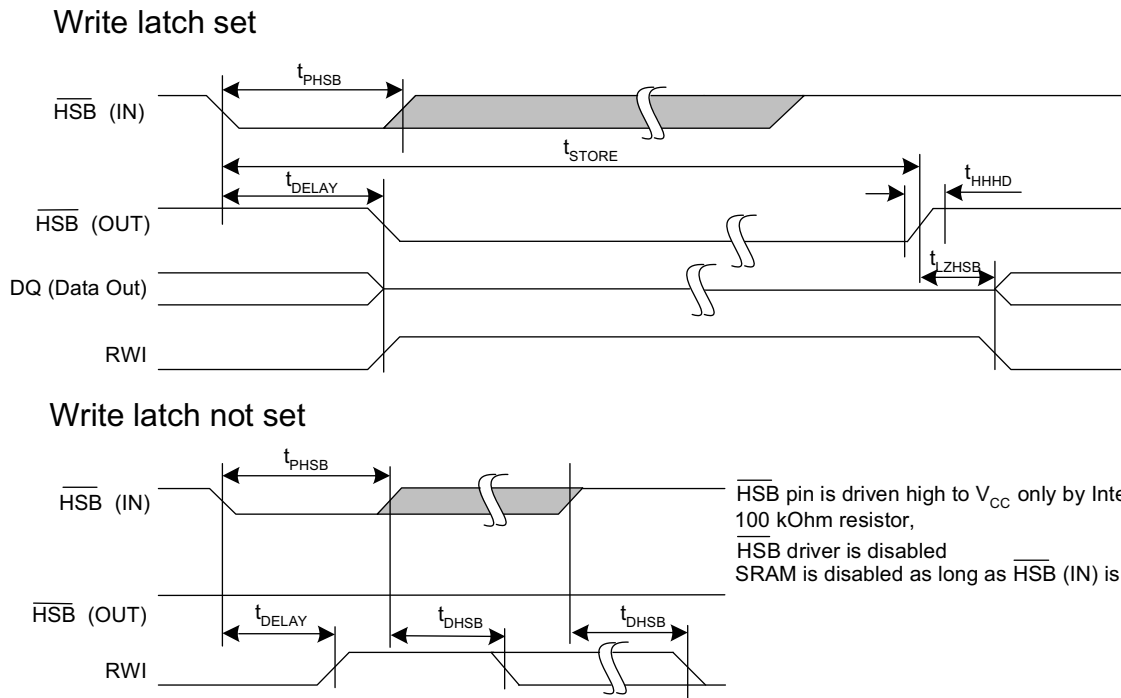 Write latch set
tPHSB
HSB (IN)
tSTORE
tDELAY
tHHHD
HSB (OUT)
tLZHSB
DQ (Data Out)
RWI
Write latch not set
tPHSB
HSB (IN)
HSB pin is driven high to VCC only by Inte
100 kOhm resistor,
HSB driver is disabled
SRAM is disabled as long as HSB (IN) is
HSB (OUT)
tDELAY
tDHSB
tDHSB
RWI